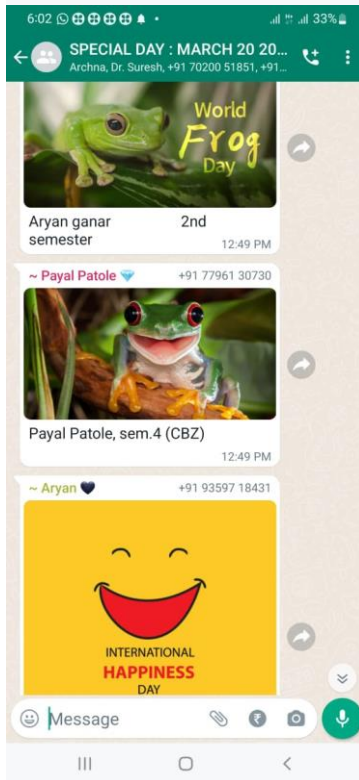 6:02 33%
SPECIAL DAY : MARCH 20 20...
Archna, Dr. Suresh, +91 70200 51851, +91...
World
Frog
Day
Aryan ganar 2nd
semester
12:49 PM
~ Payal Patole +91 77961 30730
Payal Patole, sem.4 (CBZ)
12:49 PM
~ Aryan +91 93597 18431
INTERNATIONAL
HAPPINESS
DAY
Message